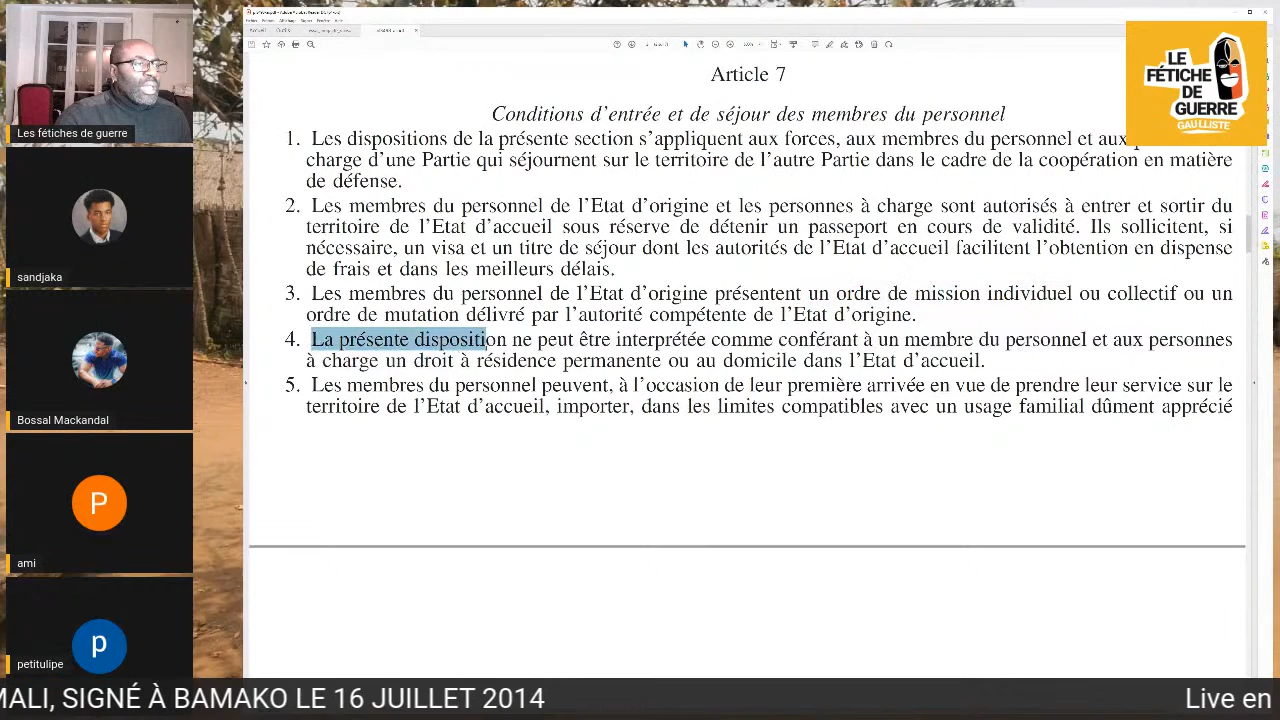 Les fétiches de guerre
sandjaka
Bossal Mackandal
P
ami
p
petitulipe
Accueil Outils
LE
FÉTICHE
DE
GUERRE
GAULLISTE
Article 7
Conditions d’entrée et de séjour des membres du personnel
1. Les dispositions de la présente section s’appliquent aux forces, aux membres du personnel et aux
charge d’une Partie qui séjournent sur le territoire de l’autre Partie dans le cadre de la coopération en matière
de défense.
2. Les membres du personnel de l’Etat d’origine et les personnes à charge sont autorisés à entrer et sortir du
territoire de l’Etat d’accueil sous réserve de détenir un passeport en cours de validité. Ils sollicitent, si
nécessaire, un visa et un titre de séjour dont les autorités de l’Etat d’accueil facilitent l’obtention en dispense
de frais et dans les meilleurs délais.
3. Les membres du personnel de l’Etat d’origine présentent un ordre de mission individuel ou collectif ou un
ordre de mutation délivré par l’autorité compétente de l’Etat d’origine.
4. La présente disposition ne peut être interprétée comme conférant à un membre du personnel et aux personnes
à charge un droit à résidence permanente ou au domicile dans l’Etat d’accueil.
5. Les membres du personnel peuvent, à l’occasion de leur première arrivée en vue de prendre leur service sur le
territoire de l’Etat d’accueil, importer, dans les limites compatibles avec un usage familial dûment apprécié
MALI, SIGNÉ À BAMAKO LE 16 JUILLET 2014
Live en